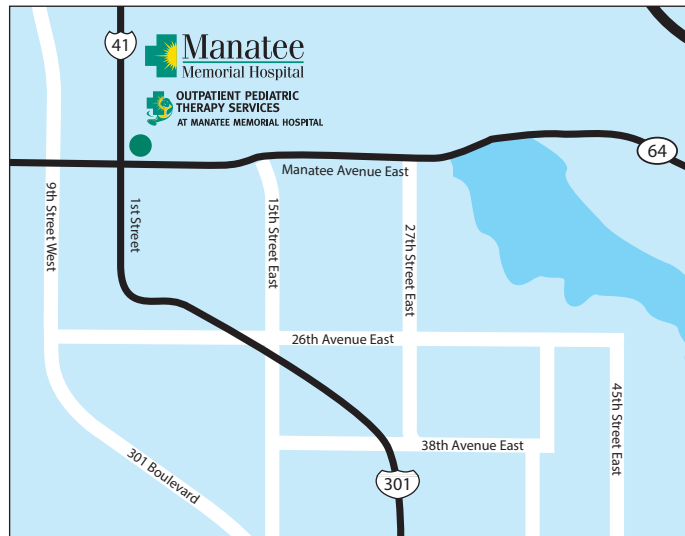 41
Manatee
Memorial Hospital
OUTPATIENT PEDIATRIC
THERAPY SERVICES
AT MANATEE MEMORIAL HOSPITAL
64
Manatee Avenue East
9th Street West
1st Street
15th Street East
27th Street East
26th Avenue East
45th Street East
38th Avenue East
301 Boulevard
301